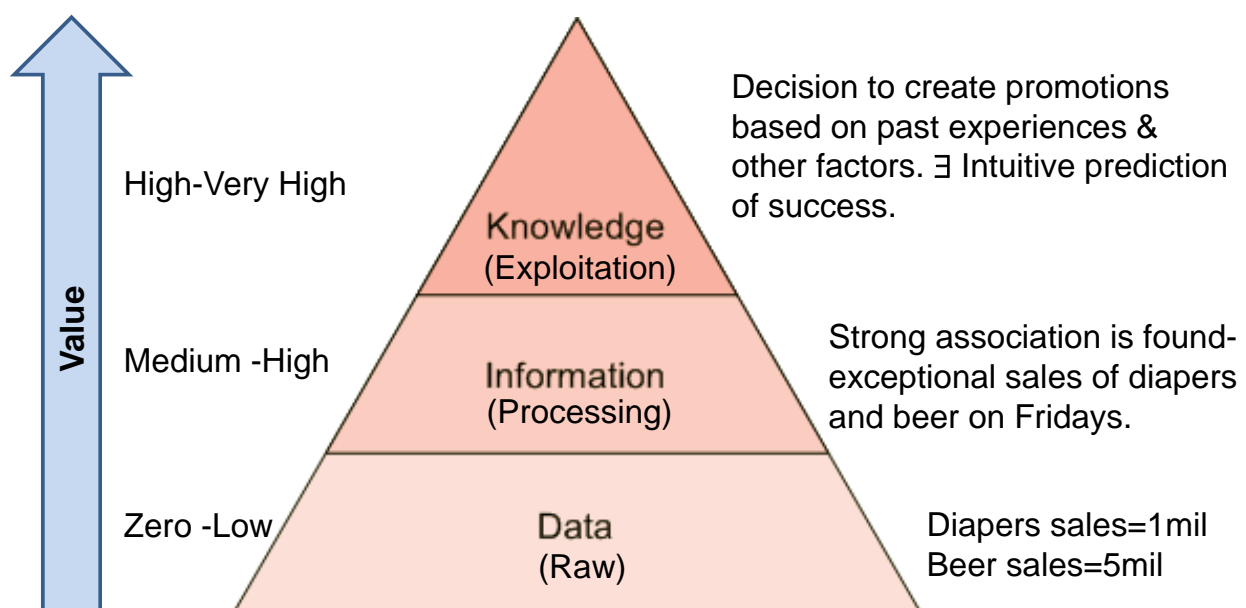 Decision to create promotions
based on past experiences &
other factors. ∃ Intuitive prediction
of success.
High-Very High
Knowledge
(Exploitation)
Value
Medium -High
Information
(Processing)
Strong association is found-
exceptional sales of diapers
and beer on Fridays.
Zero -Low
Data
(Raw)
Diapers sales=1mil
Beer sales=5mil